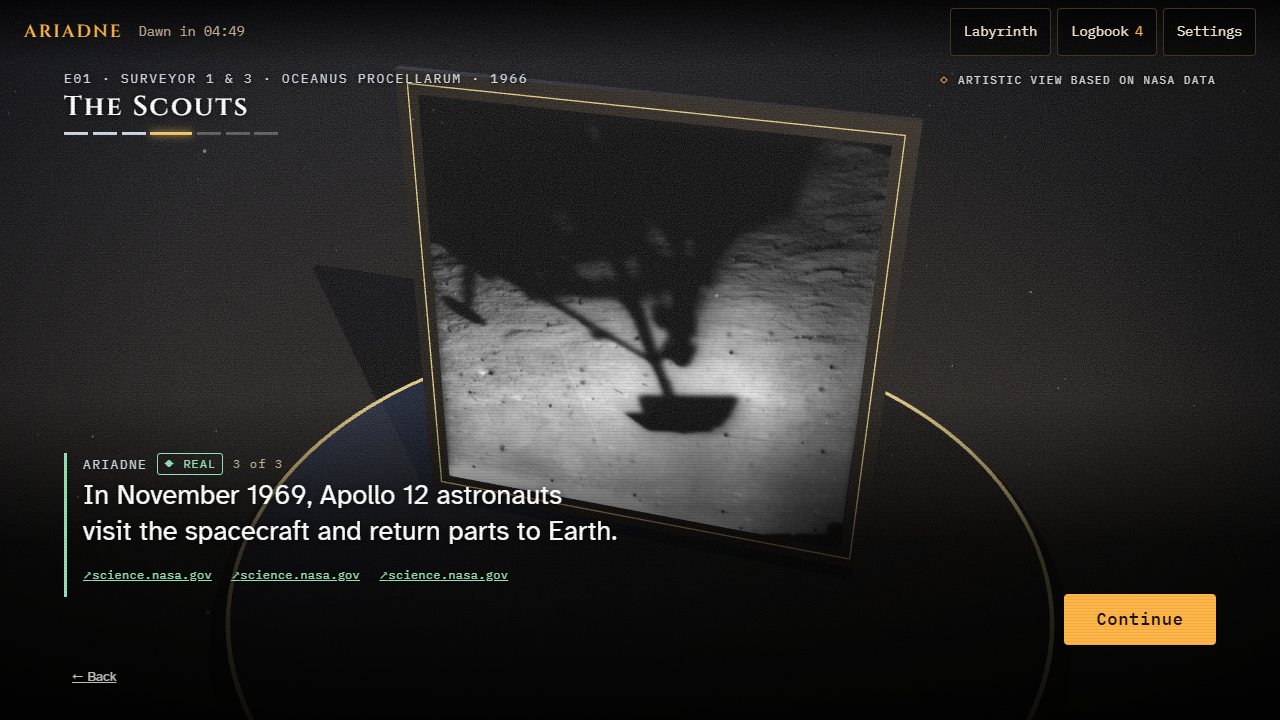 ARIADNE Dawn in 04:49
Labyrinth Logbook 4 Settings
E01 · SURVEYOR 1 & 3 · OCEANUS PROCELLARUM · 1966
◇ ARTISTIC VIEW BASED ON NASA DATA
The Scouts
ARIADNE ◆ REAL 3 of 3
In November 1969, Apollo 12 astronauts
visit the spacecraft and return parts to Earth.
↗science.nasa.gov ↗science.nasa.gov ↗science.nasa.gov
Continue
← Back